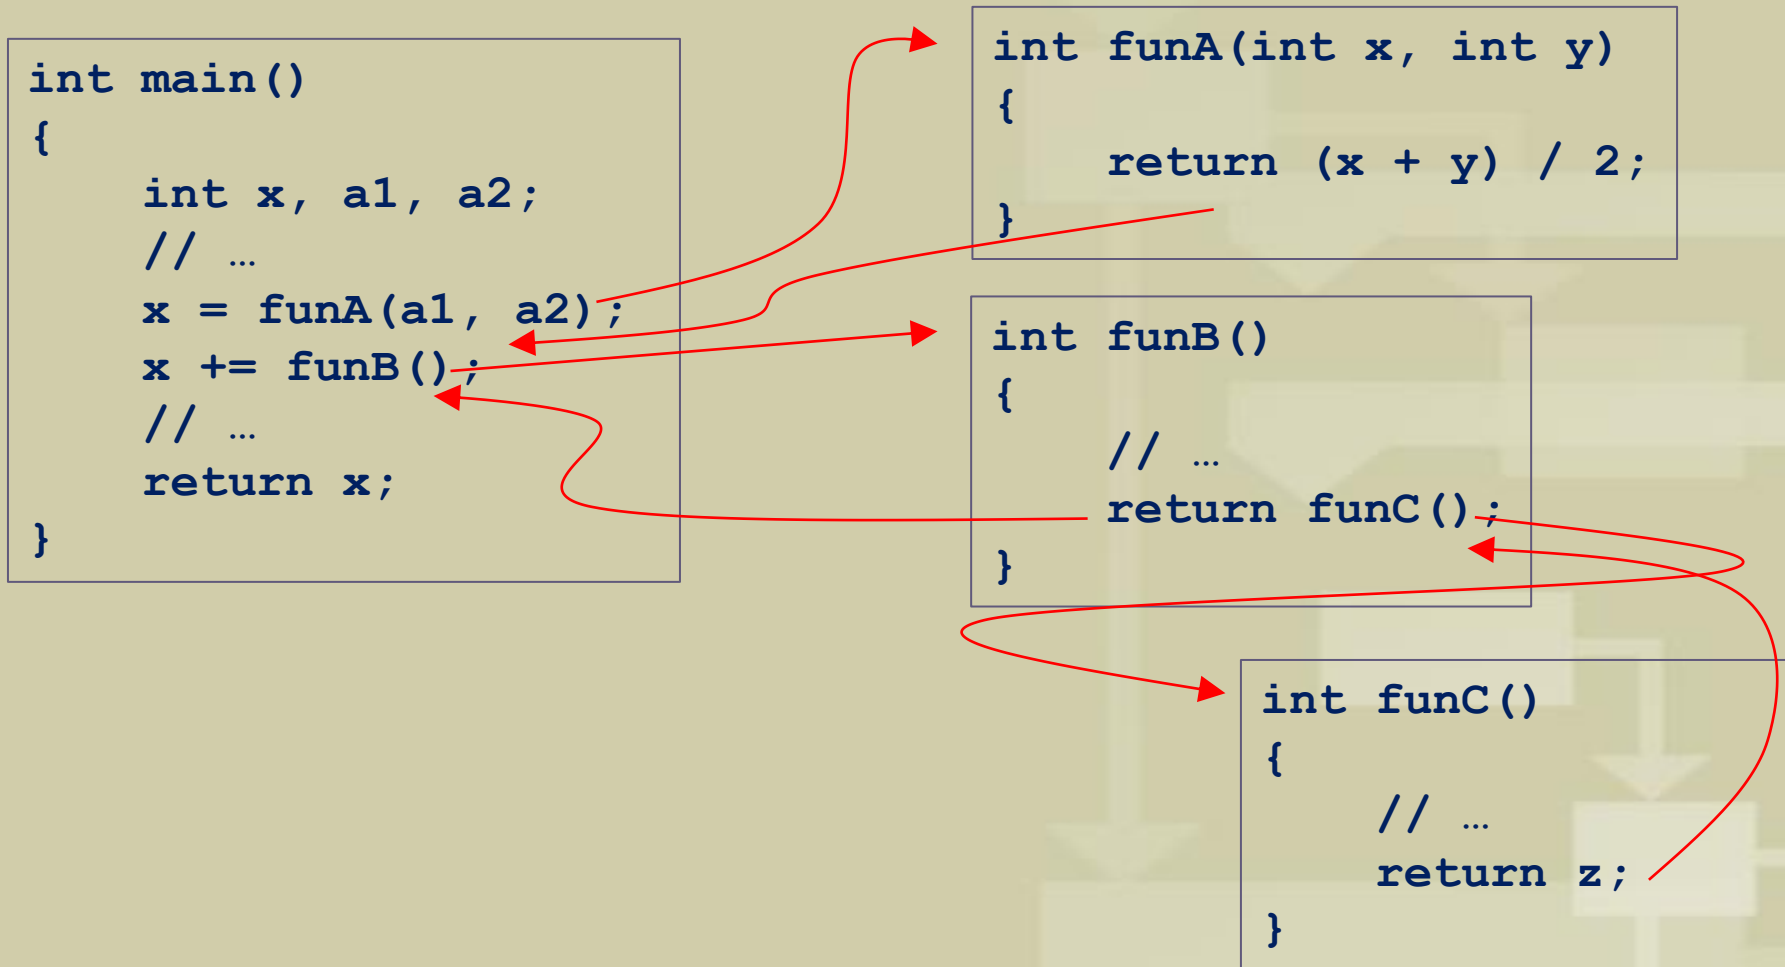 int main()
{
int x, a1, a2;
// …
x = funA(a1, a2);
x += funB();
// …
return x;
}
int funA(int x, int y)
{
return (x + y) / 2;
}
int funB()
{
// …
return funC();
}
int funC()
{
// …
return z;
}